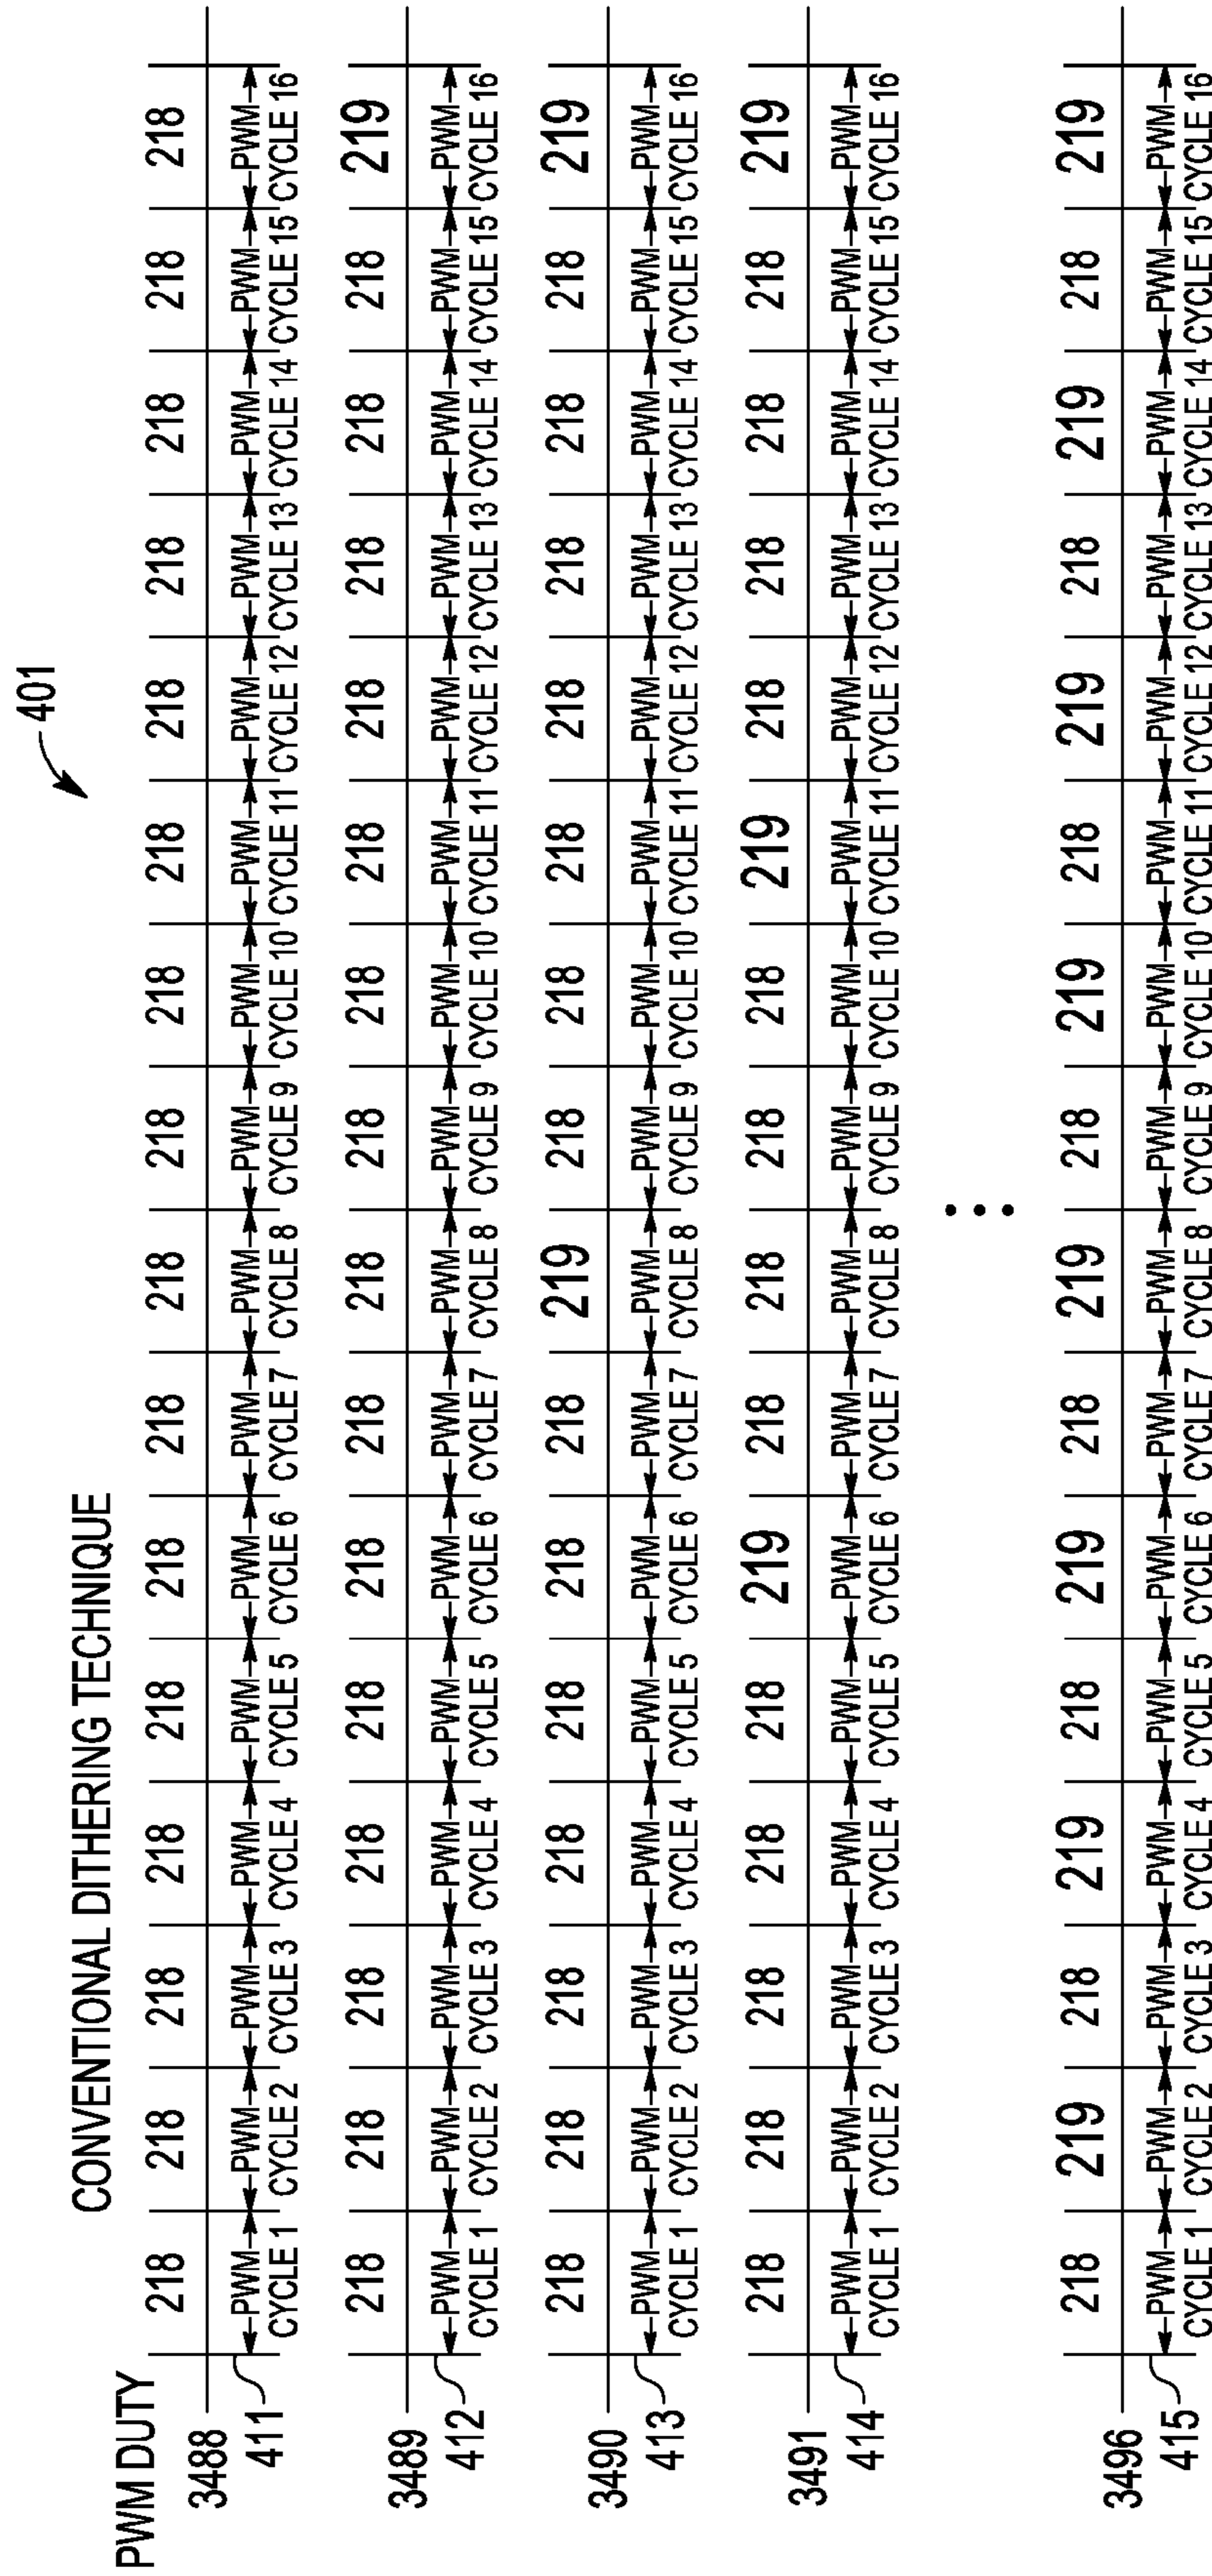 401
CONVENTIONAL DITHERING TECHNIQUE
PWM DUTY
218 218 218 218 218 218 218 218 218 218 218 218 218 218 218 218
3488
PWM PWM PWM PWM PWM PWM PWM PWM PWM PWM PWM PWM PWM PWM PWM PWM
411 CYCLE 1 CYCLE 2 CYCLE 3 CYCLE 4 CYCLE 5 CYCLE 6 CYCLE 7 CYCLE 8 CYCLE 9 CYCLE 10 CYCLE 11 CYCLE 12 CYCLE 13 CYCLE 14 CYCLE 15 CYCLE 16
218 218 218 218 218 218 218 218 218 218 218 218 218 218 218 219
3489
PWM PWM PWM PWM PWM PWM PWM PWM PWM PWM PWM PWM PWM PWM PWM PWM
412 CYCLE 1 CYCLE 2 CYCLE 3 CYCLE 4 CYCLE 5 CYCLE 6 CYCLE 7 CYCLE 8 CYCLE 9 CYCLE 10 CYCLE 11 CYCLE 12 CYCLE 13 CYCLE 14 CYCLE 15 CYCLE 16
218 218 218 218 218 218 218 219 218 218 218 218 218 218 218 219
3490
PWM PWM PWM PWM PWM PWM PWM PWM PWM PWM PWM PWM PWM PWM PWM PWM
413 CYCLE 1 CYCLE 2 CYCLE 3 CYCLE 4 CYCLE 5 CYCLE 6 CYCLE 7 CYCLE 8 CYCLE 9 CYCLE 10 CYCLE 11 CYCLE 12 CYCLE 13 CYCLE 14 CYCLE 15 CYCLE 16
218 218 218 218 218 219 218 218 218 218 219 218 218 218 218 219
3491
PWM PWM PWM PWM PWM PWM PWM PWM PWM PWM PWM PWM PWM PWM PWM PWM
414 CYCLE 1 CYCLE 2 CYCLE 3 CYCLE 4 CYCLE 5 CYCLE 6 CYCLE 7 CYCLE 8 CYCLE 9 CYCLE 10 CYCLE 11 CYCLE 12 CYCLE 13 CYCLE 14 CYCLE 15 CYCLE 16
218 219 218 219 218 219 218 219 218 219 218 219 218 219 218 219
3496
PWM PWM PWM PWM PWM PWM PWM PWM PWM PWM PWM PWM PWM PWM PWM PWM
415 CYCLE 1 CYCLE 2 CYCLE 3 CYCLE 4 CYCLE 5 CYCLE 6 CYCLE 7 CYCLE 8 CYCLE 9 CYCLE 10 CYCLE 11 CYCLE 12 CYCLE 13 CYCLE 14 CYCLE 15 CYCLE 16